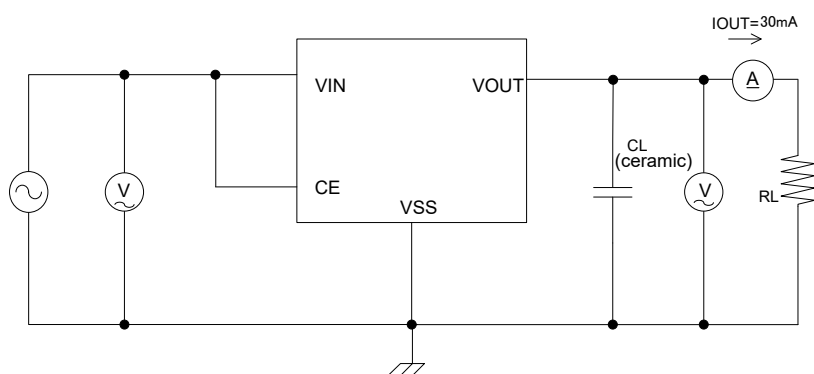 IOUT=30mA
VIN
VOUT
A
CL
(ceramic)
V
CE
V
RL
VSS